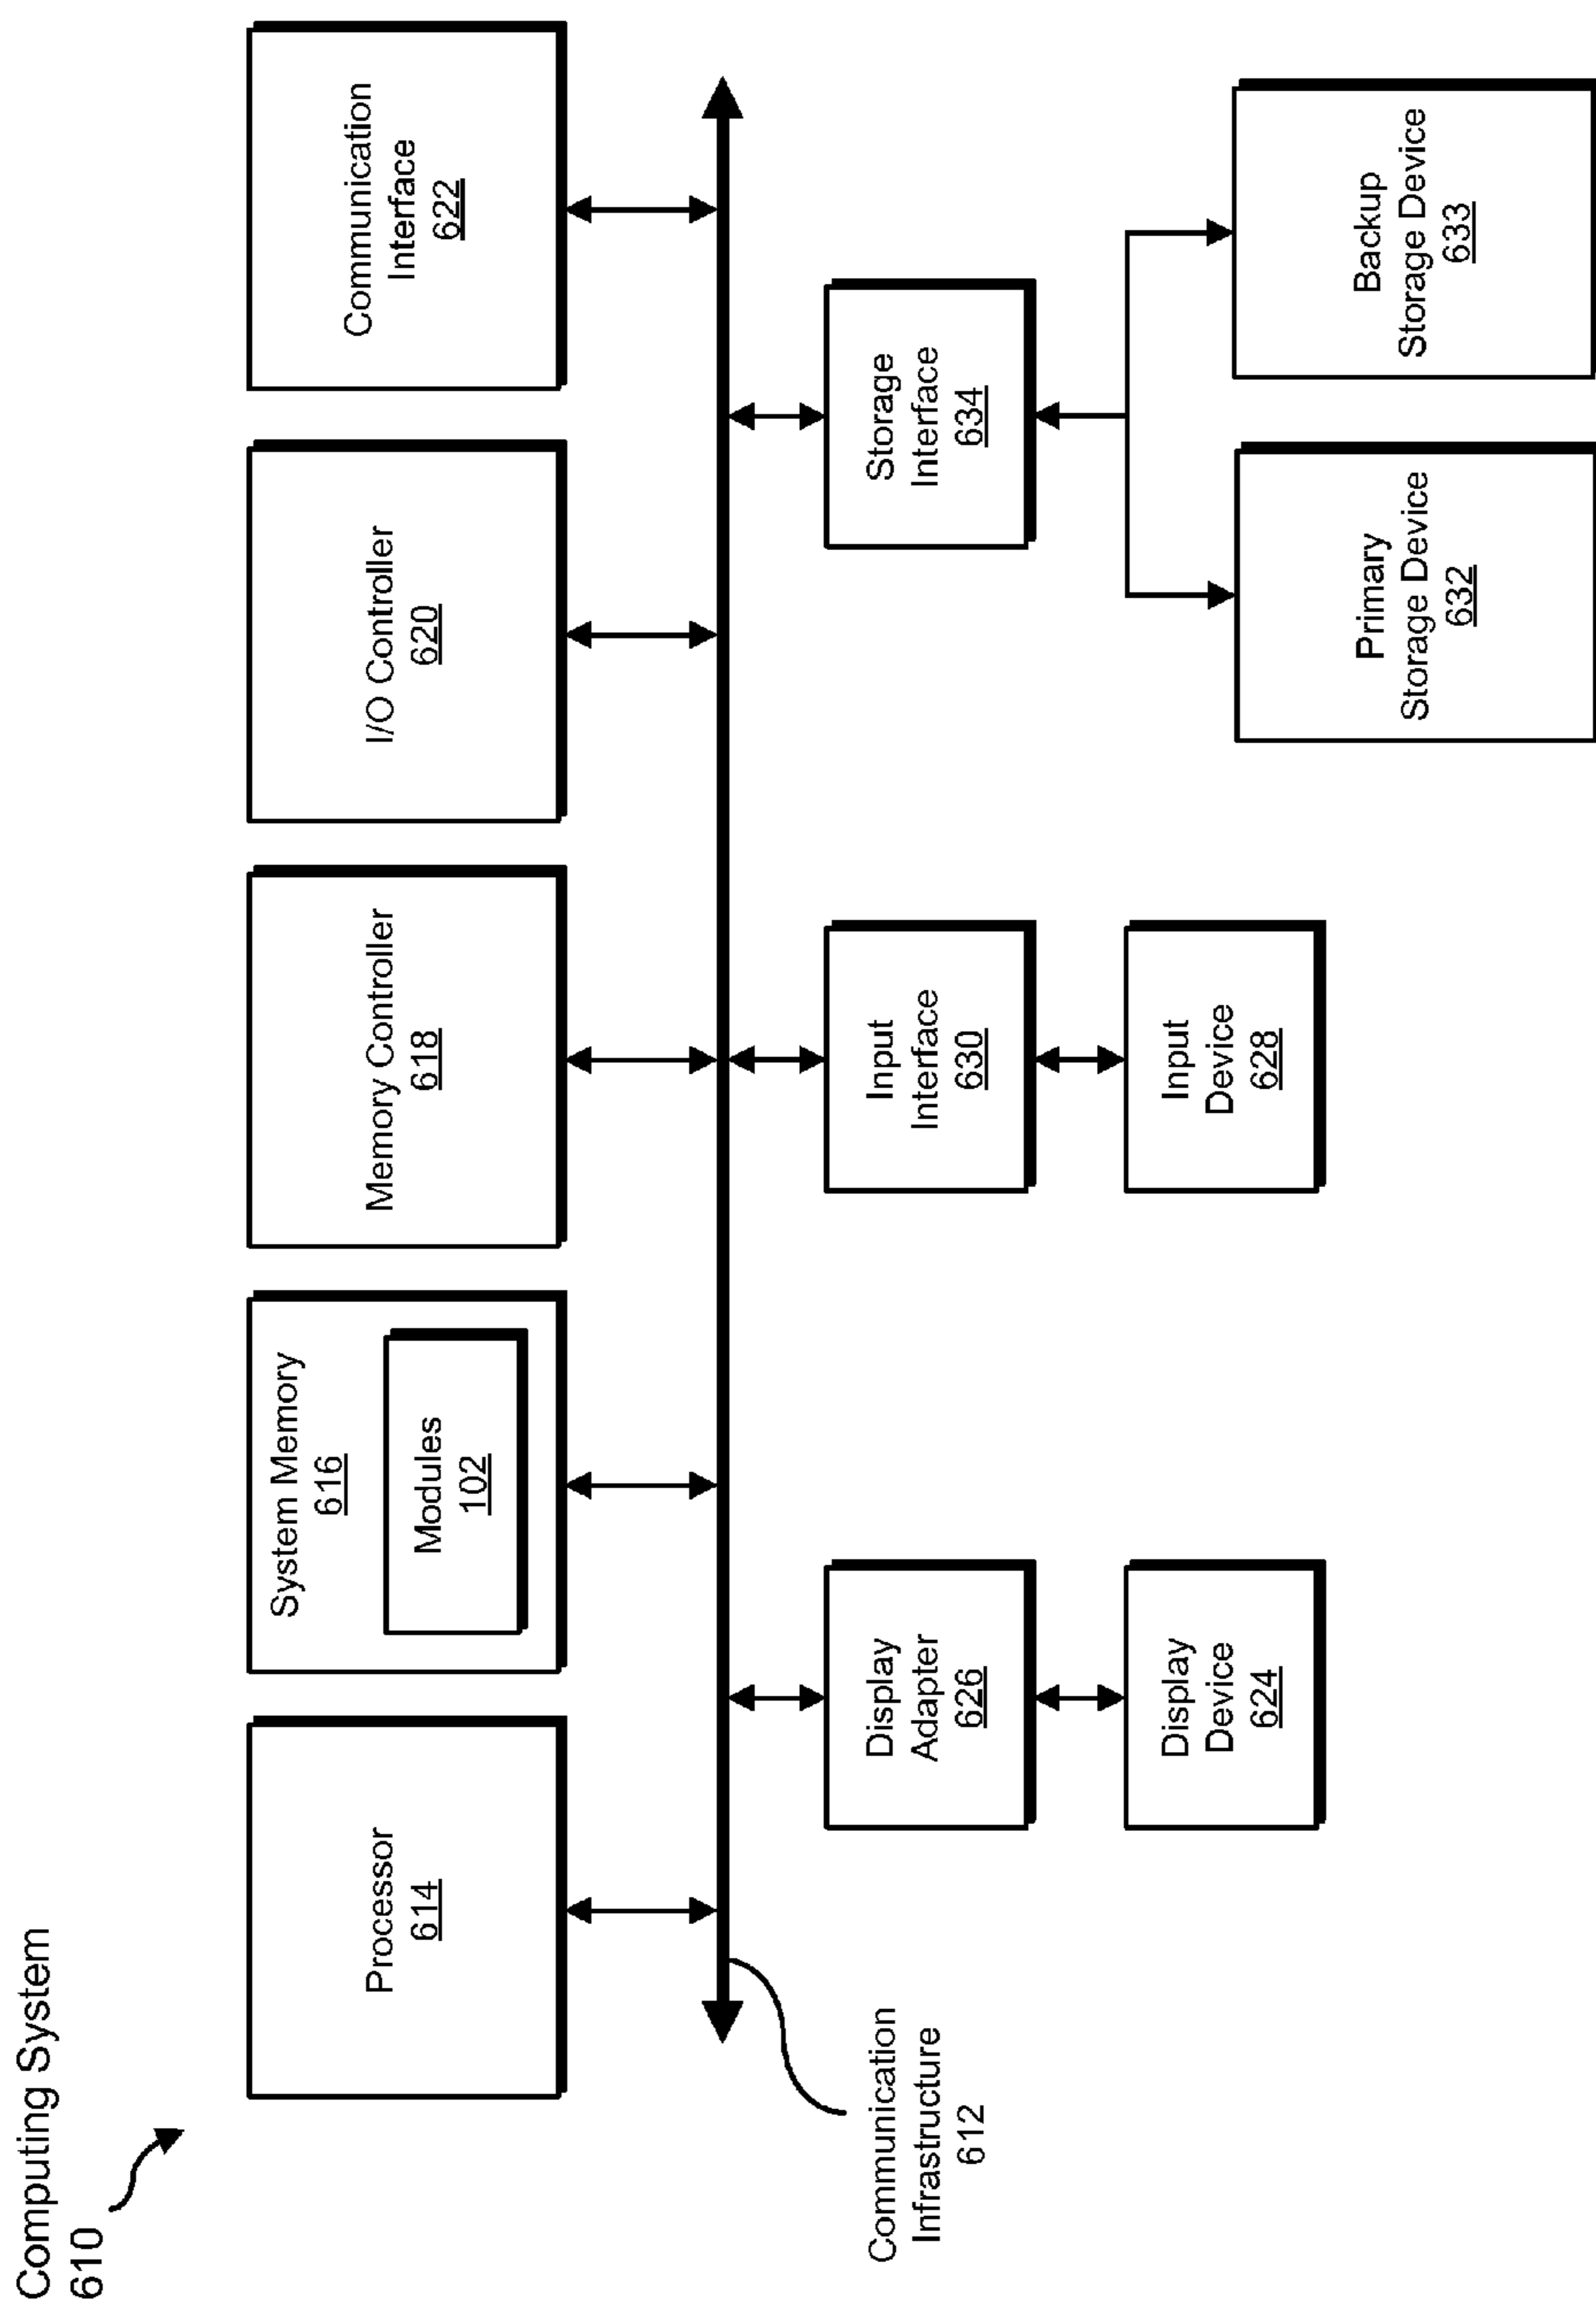 Computing System
610
Processor
614
System Memory
616
Modules
102
Memory Controller
618
I/O Controller
620
Communication
Interface
622
Communication
Infrastructure
612
Display
Adapter
626
Input
Interface
630
Storage
Interface
634
Display
Device
624
Input
Device
628
Primary
Storage Device
632
Backup
Storage Device
633